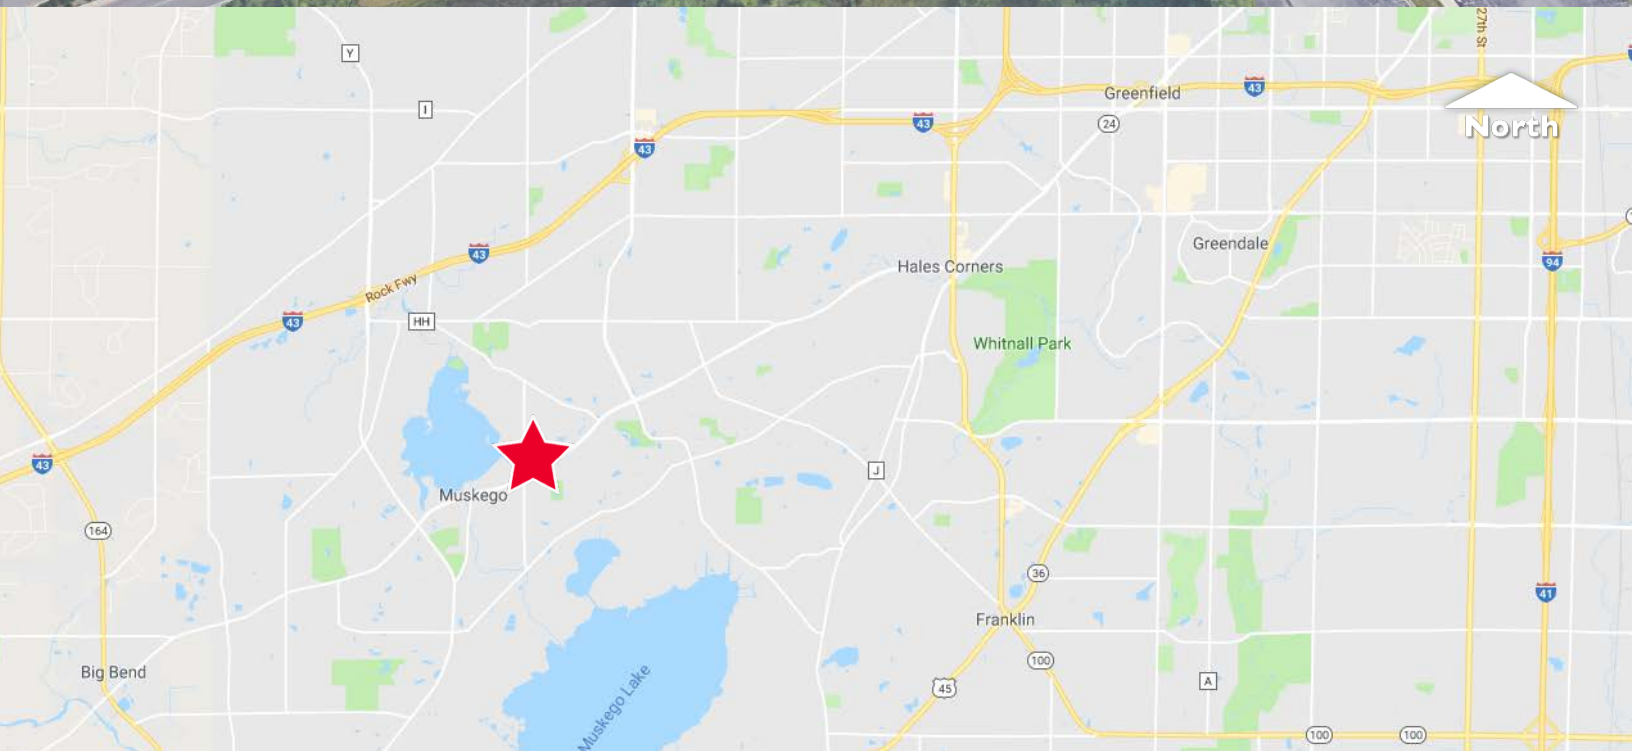 27th St
Y
Greenfield
43
I
43
24
North
43
Greendale
43
94
Hales Corners
Rock Fwy
43
HH
Whitnall Park
43
J
Muskego
164
36
41
Franklin
100
Big Bend
A
45
Muskego Lake
100
100